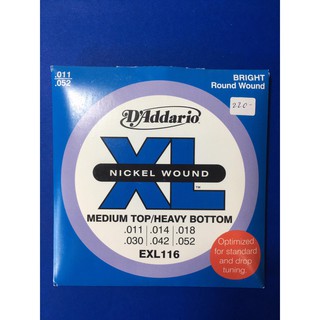 .011
.052
BRIGHT
Round Wound
220-
D'Addario
XL
NICKEL WOUND
TM
MEDIUM TOP/HEAVY BOTTOM
.011 .014 .018
.030 .042 .052
EXL116
Optimized
for standard
and drop
tuning.